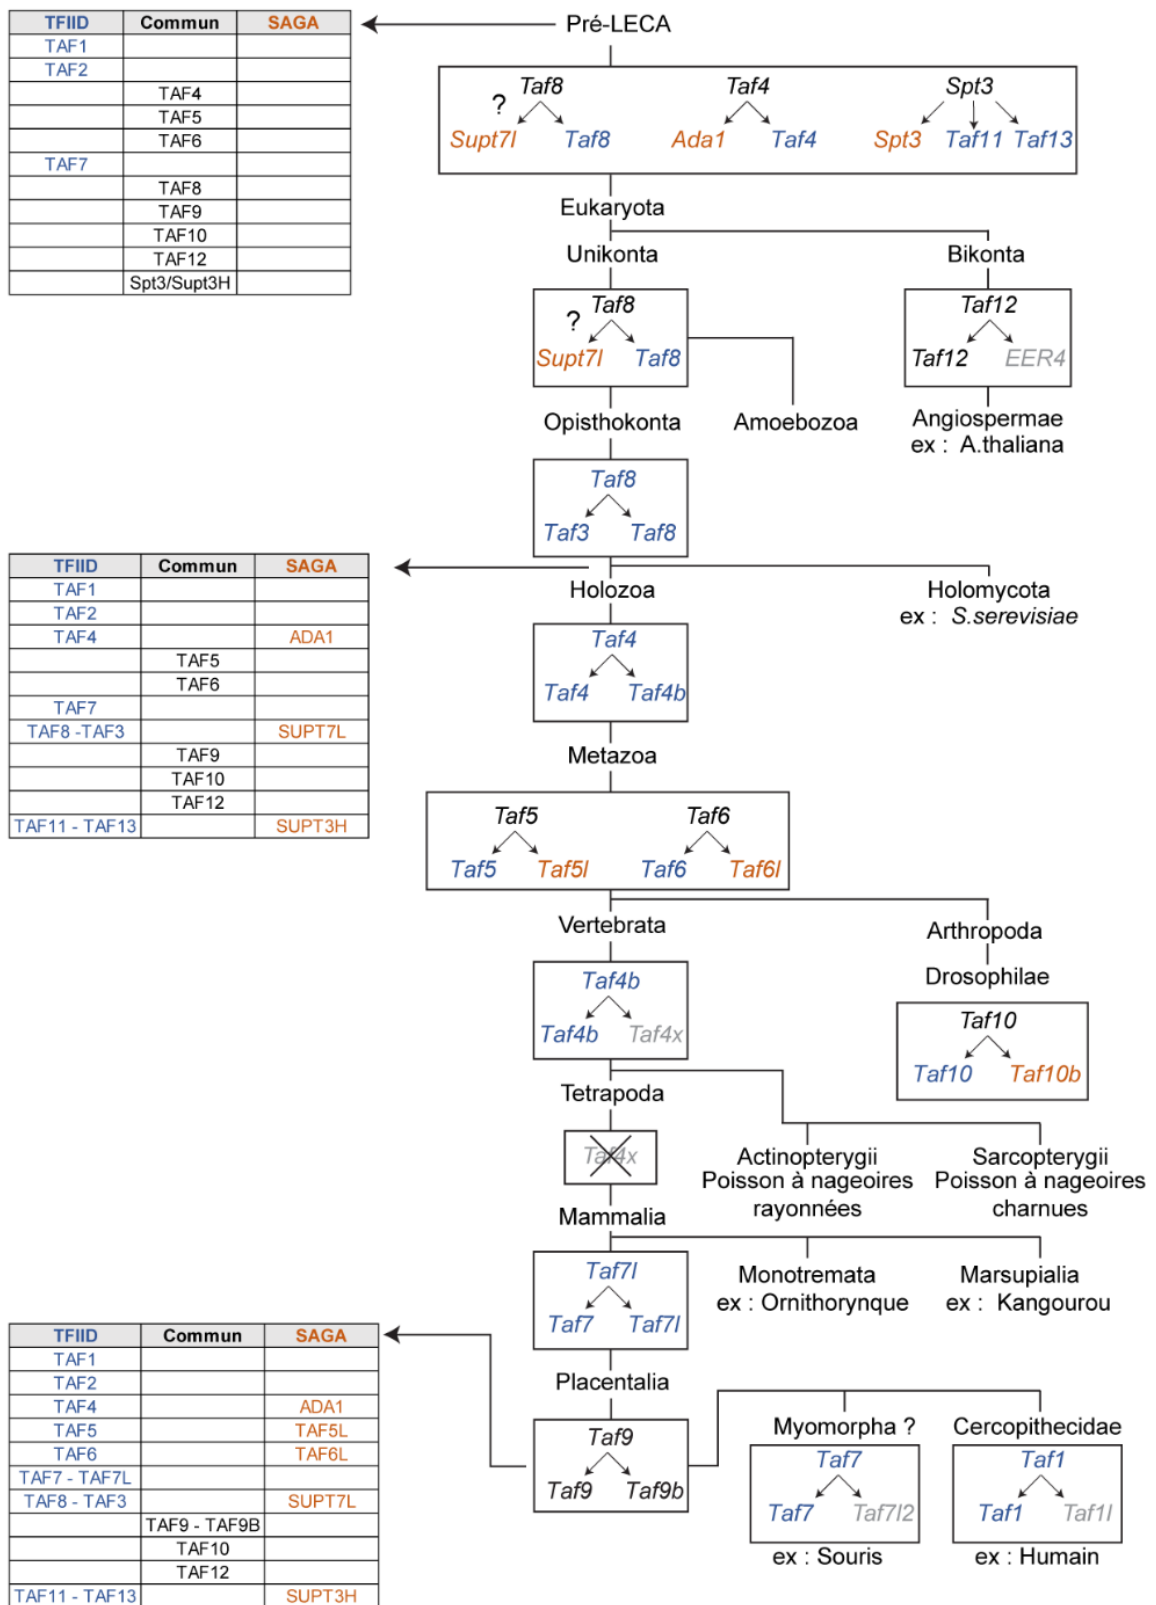 Pré-LECA
TFIID Commun SAGA
TAF1
TAF2
TAF4
TAF5
TAF6
TAF7
TAF8
TAF9
TAF10
TAF12
Spt3/Supt3H
Taf8 Taf4 Spt3
?
Supt7l Taf8 Ada1 Taf4 Spt3 Taf11 Taf13
Eukaryota
Unikonta Bikonta
Taf8 Taf12
?
Supt7l Taf8 Taf12 EER4
Opisthokonta Amoebozoa Angiospermae
ex : A.thaliana
Taf8
Taf3 Taf8
TFIID Commun SAGA
TAF1
TAF2
TAF4 ADA1
TAF5
TAF6
TAF7
TAF8 -TAF3 SUPT7L
TAF9
TAF10
TAF12
TAF11 - TAF13 SUPT3H
Holozoa Holomycota
ex : S.serevisiae
Taf4
Taf4 Taf4b
Metazoa
Taf5 Taf6
Taf5 Taf5l Taf6 Taf6l
Vertebrata Arthropoda
Drosophilae
Taf4b Taf10
Taf4b Taf4x Taf10 Taf10b
Tetrapoda
Taf4x
Actinopterygii Sarcopterygii
Poisson à nageoires Poisson à nageoires
rayonnées charnues
Mammalia
Monotremata Marsupialia
ex : Ornithorynque ex : Kangourou
Taf7l
Taf7 Taf7l
TFIID Commun SAGA
TAF1
TAF2
TAF4 ADA1
TAF5 TAF5L
TAF6 TAF6L
TAF7 - TAF7L
TAF8 - TAF3 SUPT7L
TAF9 - TAF9B
TAF10
TAF12
TAF11 - TAF13 SUPT3H
Placentalia
Taf9
Taf9 Taf9b
Myomorpha ? Cercopithecidae
Taf7 Taf1
Taf7 Taf7l2 Taf1 Taf1l
ex : Souris ex : Humain